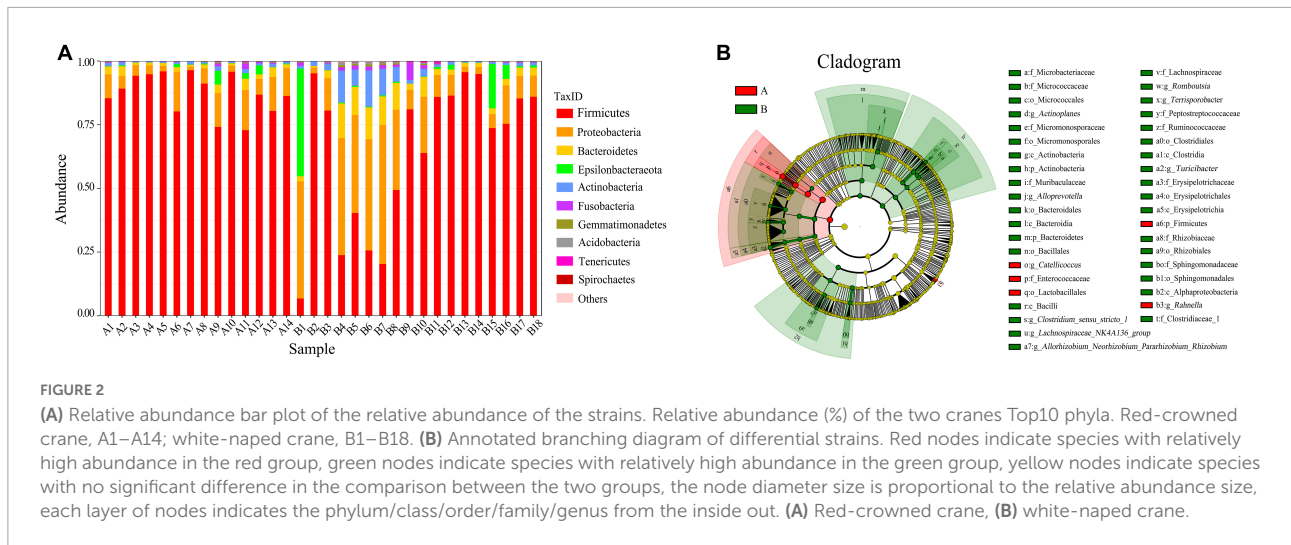 A
1.00
0.75
0.50
0.25
0.00
Abundance
A1 A2 A3 A4 A5 A6 A7 A8 A9 A10 A11 A12 A13 A14 B1 B2 B3 B4 B5 B6 B7 B8 B9 B10 B11 B12 B13 B14 B15 B16 B17 B18
Sample
TaxID
Firmicutes
Proteobacteria
Bacteroidetes
Epsilonbacteraeota
Actinobacteria
Fusobacteria
Gemmatimonadetes
Acidobacteria
Tenericutes
Spirochaetes
Others
B
Cladogram
A
B
a:f_Microbacteriaceae
b:f_Micrococcaceae
c:o_Micrococcales
d:g_Actinoplanes
e:f_Micromonosporaceae
f:o_Micromonosporales
g:c_Actinobacteria
h:p_Actinobacteria
i:f_Muribaculaceae
j:g_Alloprevotella
k:o_Bacteroidales
l:c_Bacteroidia
m:p_Bacteroidetes
n:o_Bacillales
o:g_Catellicoccus
p:f_Enterococcaceae
q:o_Lactobacillales
r:c_Bacilli
s:g_Clostridium_sensu_stricto_1
u:g_Lachnospiraceae_NK4A136_group
a7:g_Allorhizobium_Neorhizobium_Pararhizobium_Rhizobium
v:f_Lachnospiraceae
w:g_Romboutsia
x:g_Terrisporobacter
y:f_Peptostreptococcaceae
z:f_Ruminococcaceae
a0:o_Clostridiales
a1:c_Clostridia
a2:g_Turicibacter
a3:f_Erysipelotrichaceae
a4:o_Erysipelotrichales
a5:c_Erysipelotrichia
a6:p_Firmicutes
a8:f_Rhizobiaceae
a9:o_Rhizobiales
bo:f_Sphingomonadaceae
b1:o_Sphingomonadales
b2:c_Alphaproteobacteria
b3:g_Rahnella
t:f_Clostridiaceae_1
FIGURE 2
(A) Relative abundance bar plot of the relative abundance of the strains. Relative abundance (%) of the two cranes Top10 phyla. Red-crowned
crane, A1–A14; white-naped crane, B1–B18. (B) Annotated branching diagram of differential strains. Red nodes indicate species with relatively
high abundance in the red group, green nodes indicate species with relatively high abundance in the green group, yellow nodes indicate species
with no significant difference in the comparison between the two groups, the node diameter size is proportional to the relative abundance size,
each layer of nodes indicates the phylum/class/order/family/genus from the inside out. (A) Red-crowned crane, (B) white-naped crane.